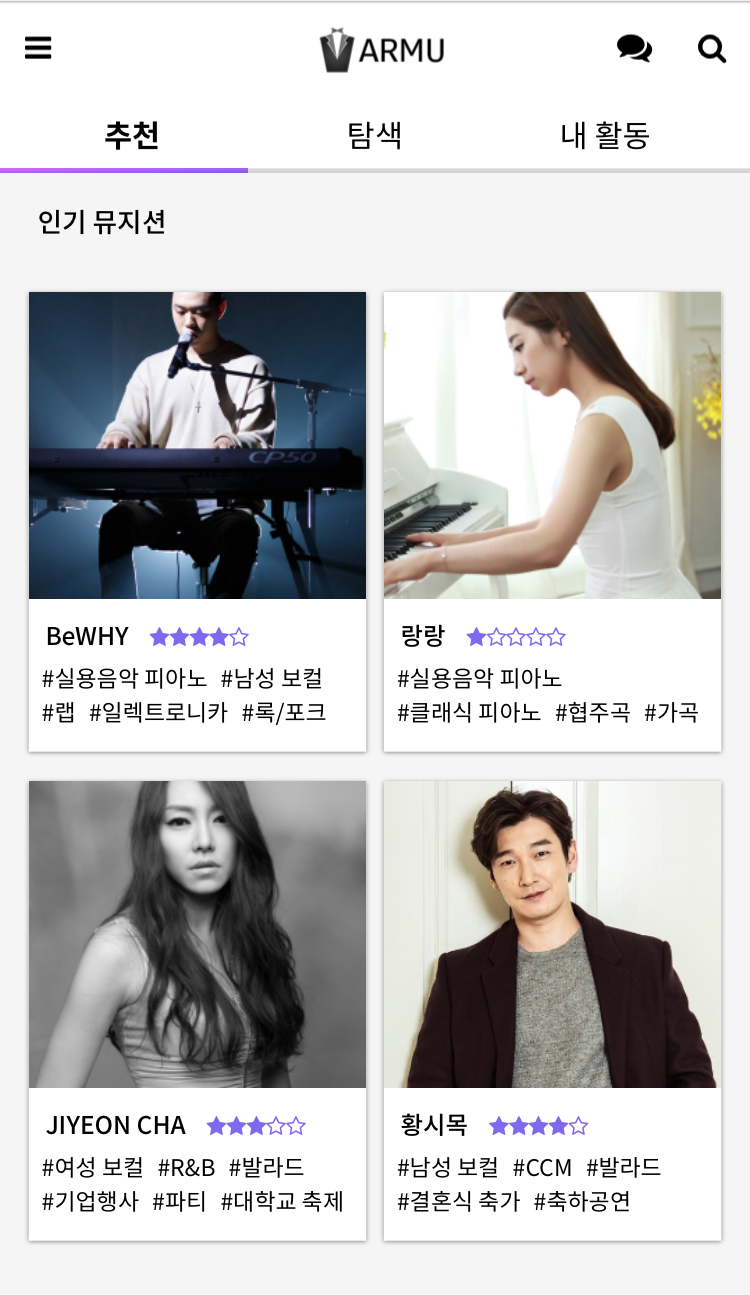 ARMU
추천 탐색 내 활동
인기 뮤지션
CP50
BeWHY
#실용음악 피아노 #남성 보컬
#랩 #일렉트로니카 #록/포크
랑랑
#실용음악 피아노
#클래식 피아노 #협주곡 #가곡
JIYEON CHA
#여성 보컬 #R&B #발라드
#기업행사 #파티 #대학교 축제
황시목
#남성 보컬 #CCM #발라드
#결혼식 축가 #축하공연